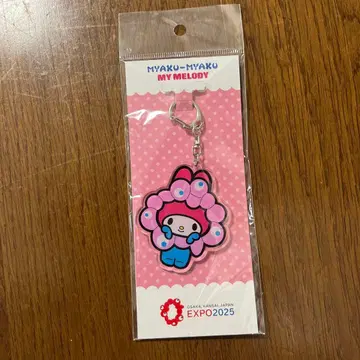 MYAKU-MYAKU
MY MELODY
OSAKA, KANSAI, JAPAN
EXPO2025